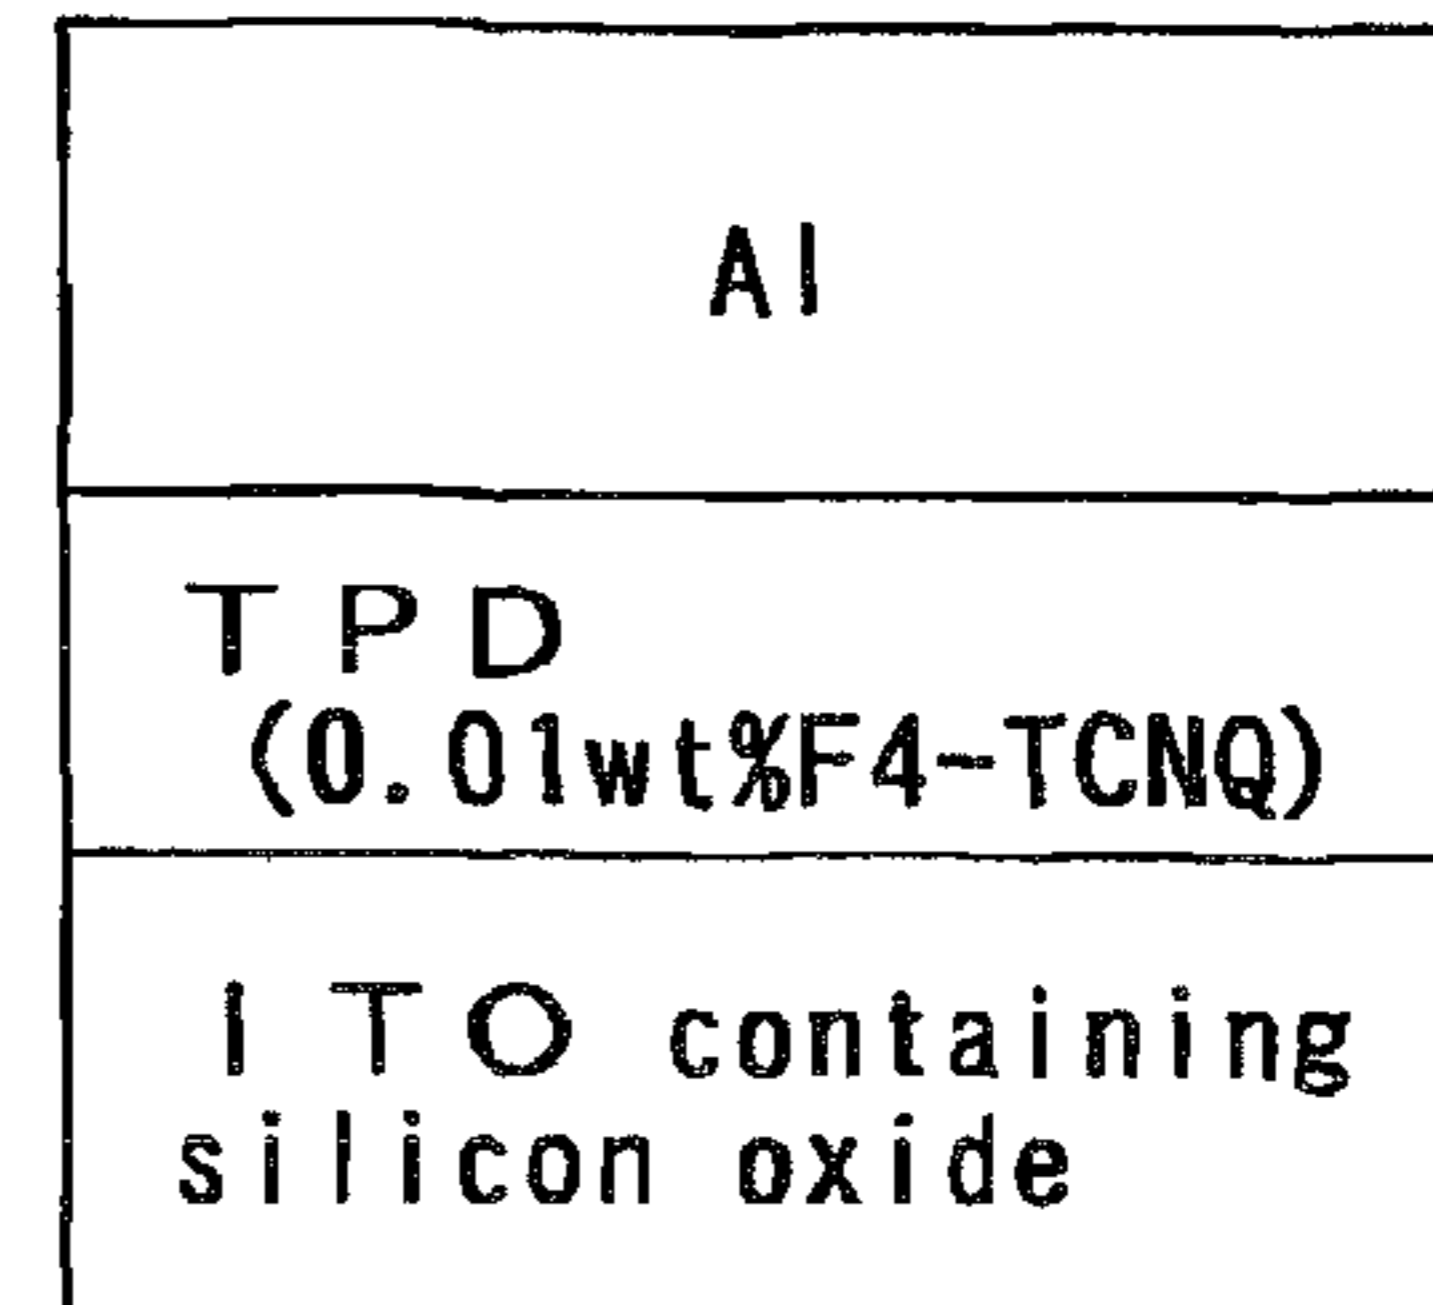 Al
TPD
(0.01wt%F4-TCNQ)
ITO containing
silicon oxide